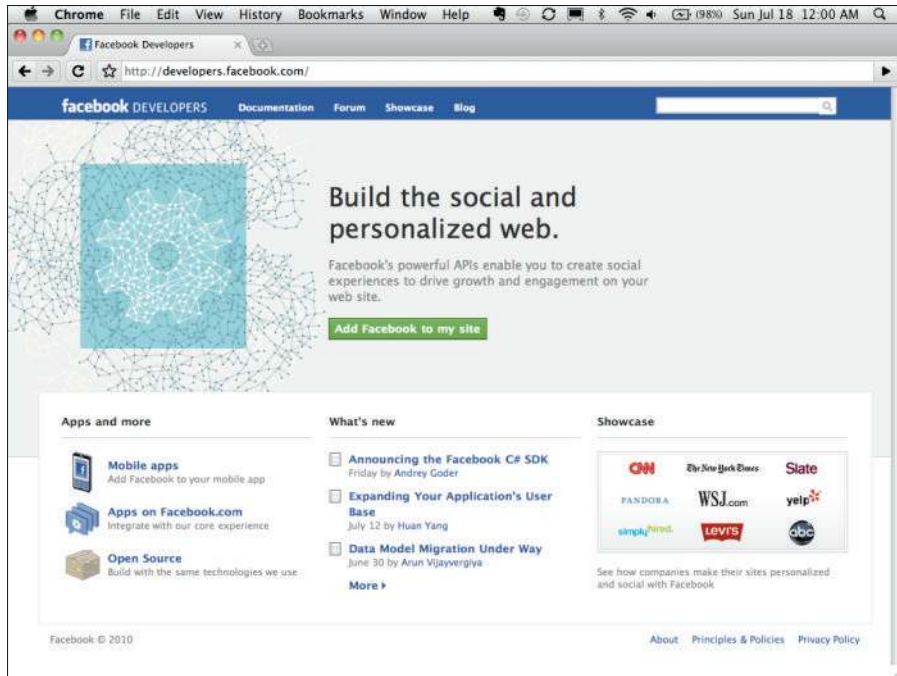 Chrome File Edit View History Bookmarks Window Help (98%) Sun Jul 18 12:00 AM
Facebook Developers
http://developers.facebook.com/
facebook DEVELOPERS Documentation Forum Showcase Blog
Build the social and
personalized web.
Facebook's powerful APIs enable you to create social
experiences to drive growth and engagement on your
web site.
Add Facebook to my site
Apps and more
Mobile apps
Add Facebook to your mobile app
Apps on Facebook.com
Integrate with our core experience
Open Source
Build with the same technologies we use
What's new
Announcing the Facebook C# SDK
Friday by Andrey Goder
Expanding Your Application's User
Base
July 12 by Huan Yang
Data Model Migration Under Way
June 30 by Arun Vijayvergiya
More
Showcase
CNN The New York Times Slate
PANDORA WSJ.com yelp
simplyhired. LEVI'S abc
See how companies make their sites personalized
and social with Facebook
Facebook © 2010 About Principles & Policies Privacy Policy